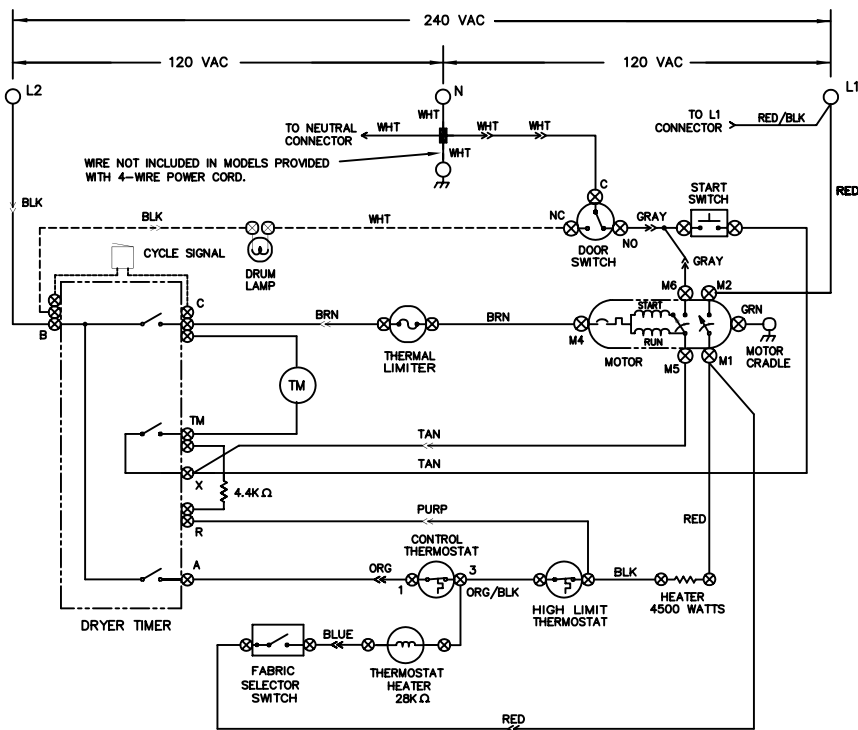 240 VAC
120 VAC
120 VAC
L2
N
L1
WHT
TO NEUTRAL
CONNECTOR
WHT
WHT
WHT
TO L1
CONNECTOR
RED/BLK
WIRE NOT INCLUDED IN MODELS PROVIDED
WITH 4-WIRE POWER CORD.
WHT
C
START
SWITCH
RED
BLK
BLK
WHT
NC
GRAY
NO
DOOR
SWITCH
CYCLE SIGNAL
DRUM
LAMP
GRAY
M6
M2
C
B
BRN
BRN
START
GRN
M4
RUN
THERMAL
LIMITER
MOTOR
M5
M1
MOTOR
CRADLE
TM
TM
TAN
TAN
X
4.4KΩ
PURP
R
RED
CONTROL
THERMOSTAT
A
ORG
3
BLK
1
ORG/BLK
HEATER
4500 WATTS
HIGH LIMIT
THERMOSTAT
DRYER TIMER
BLUE
FABRIC
SELECTOR
SWITCH
THERMOSTAT
HEATER
28KΩ
RED